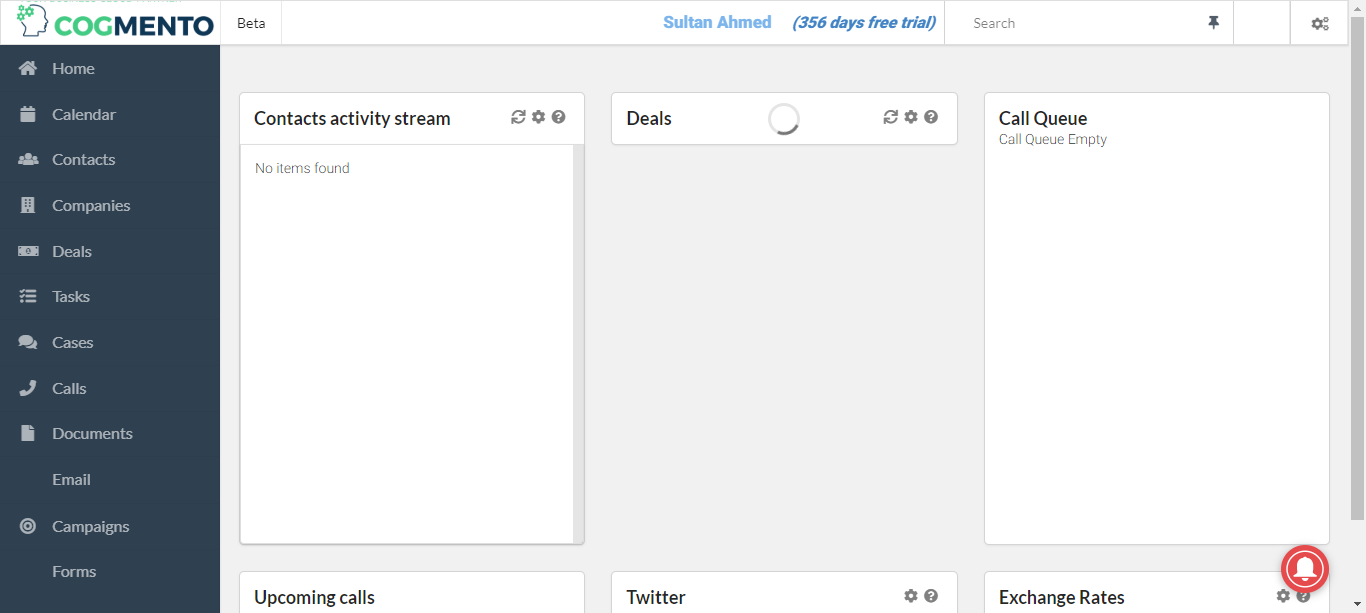 COGMENTO
Beta
Sultan Ahmed (356 days free trial)
Search
Home
Calendar
Contacts
Companies
Deals
Tasks
Cases
Calls
Documents
Email
Campaigns
Forms
Contacts activity stream
No items found
Deals
Call Queue
Call Queue Empty
Upcoming calls
Twitter
Exchange Rates